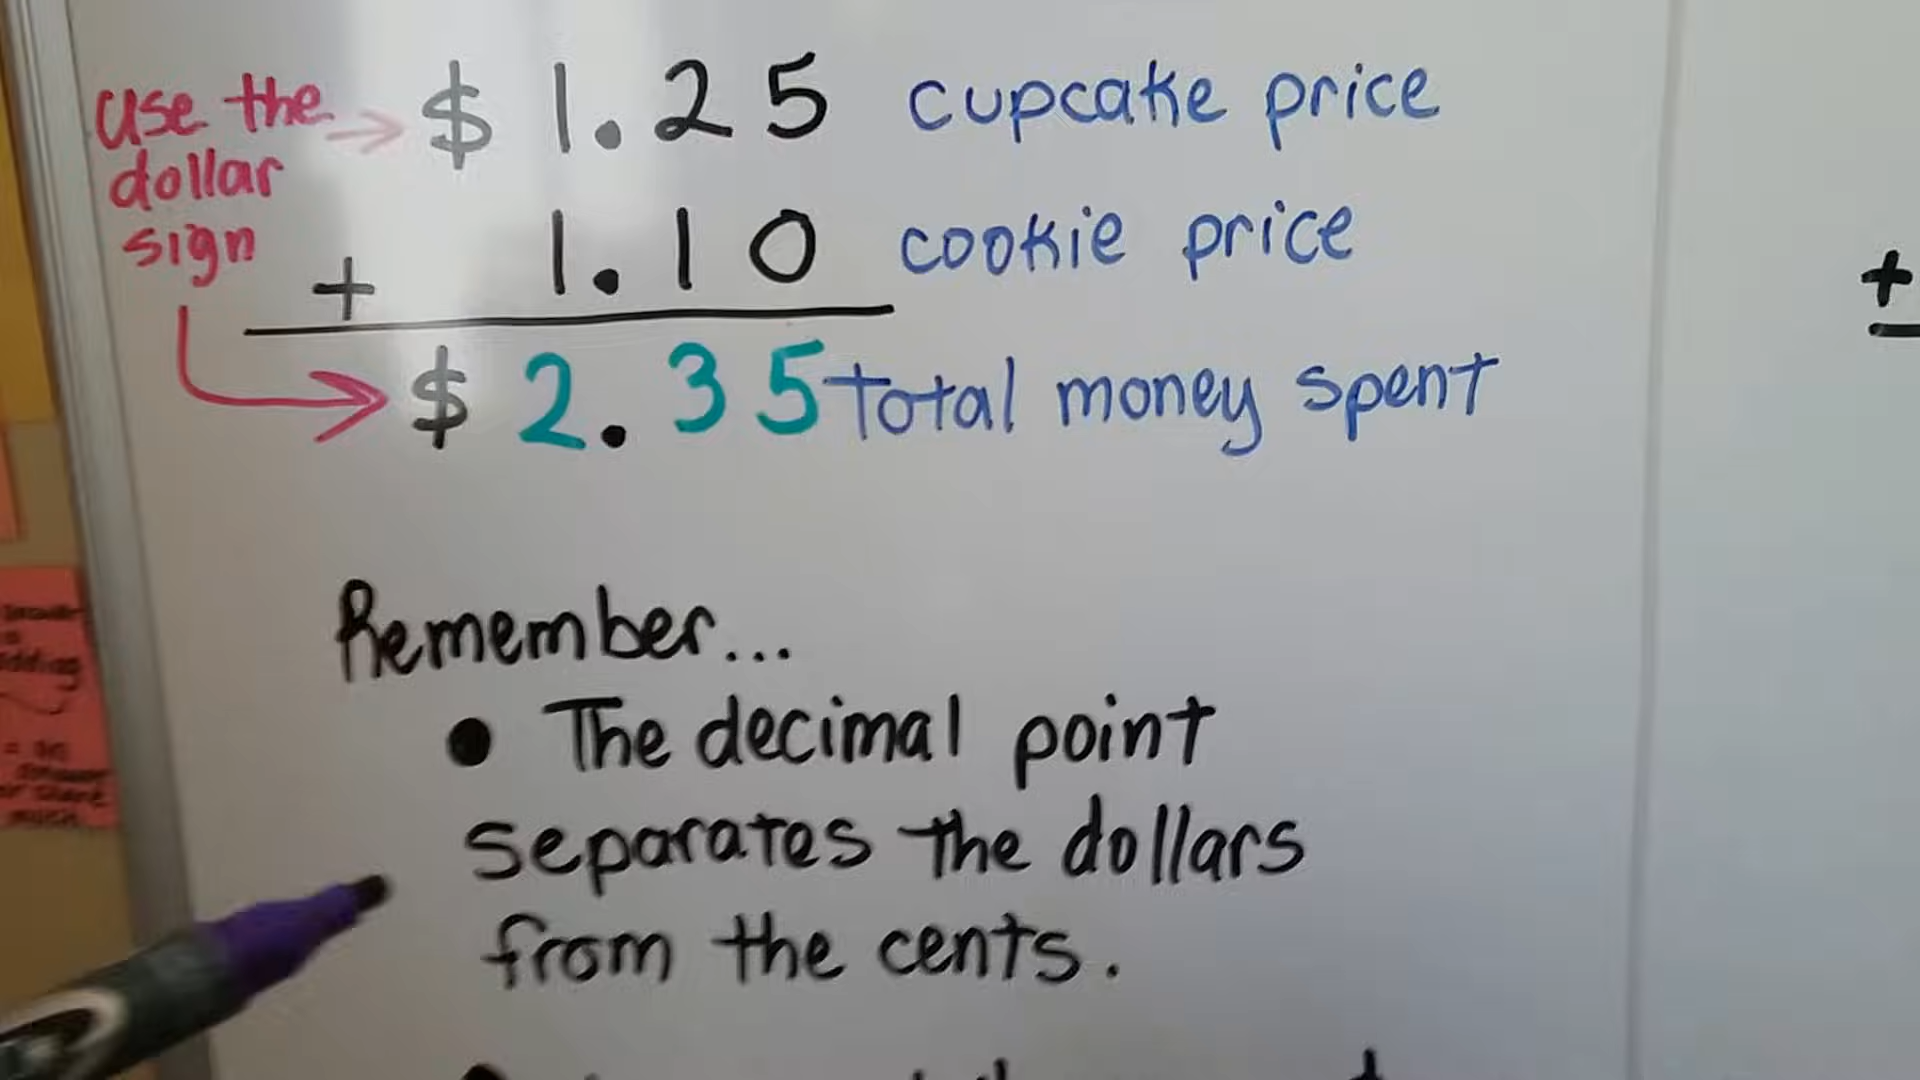 use the
dollar
sign
$ 1.25 cupcake price
+ 1.10 cookie price
$ 2.35 total money spent
Remember...
• The decimal point
separates the dollars
from the cents.
+